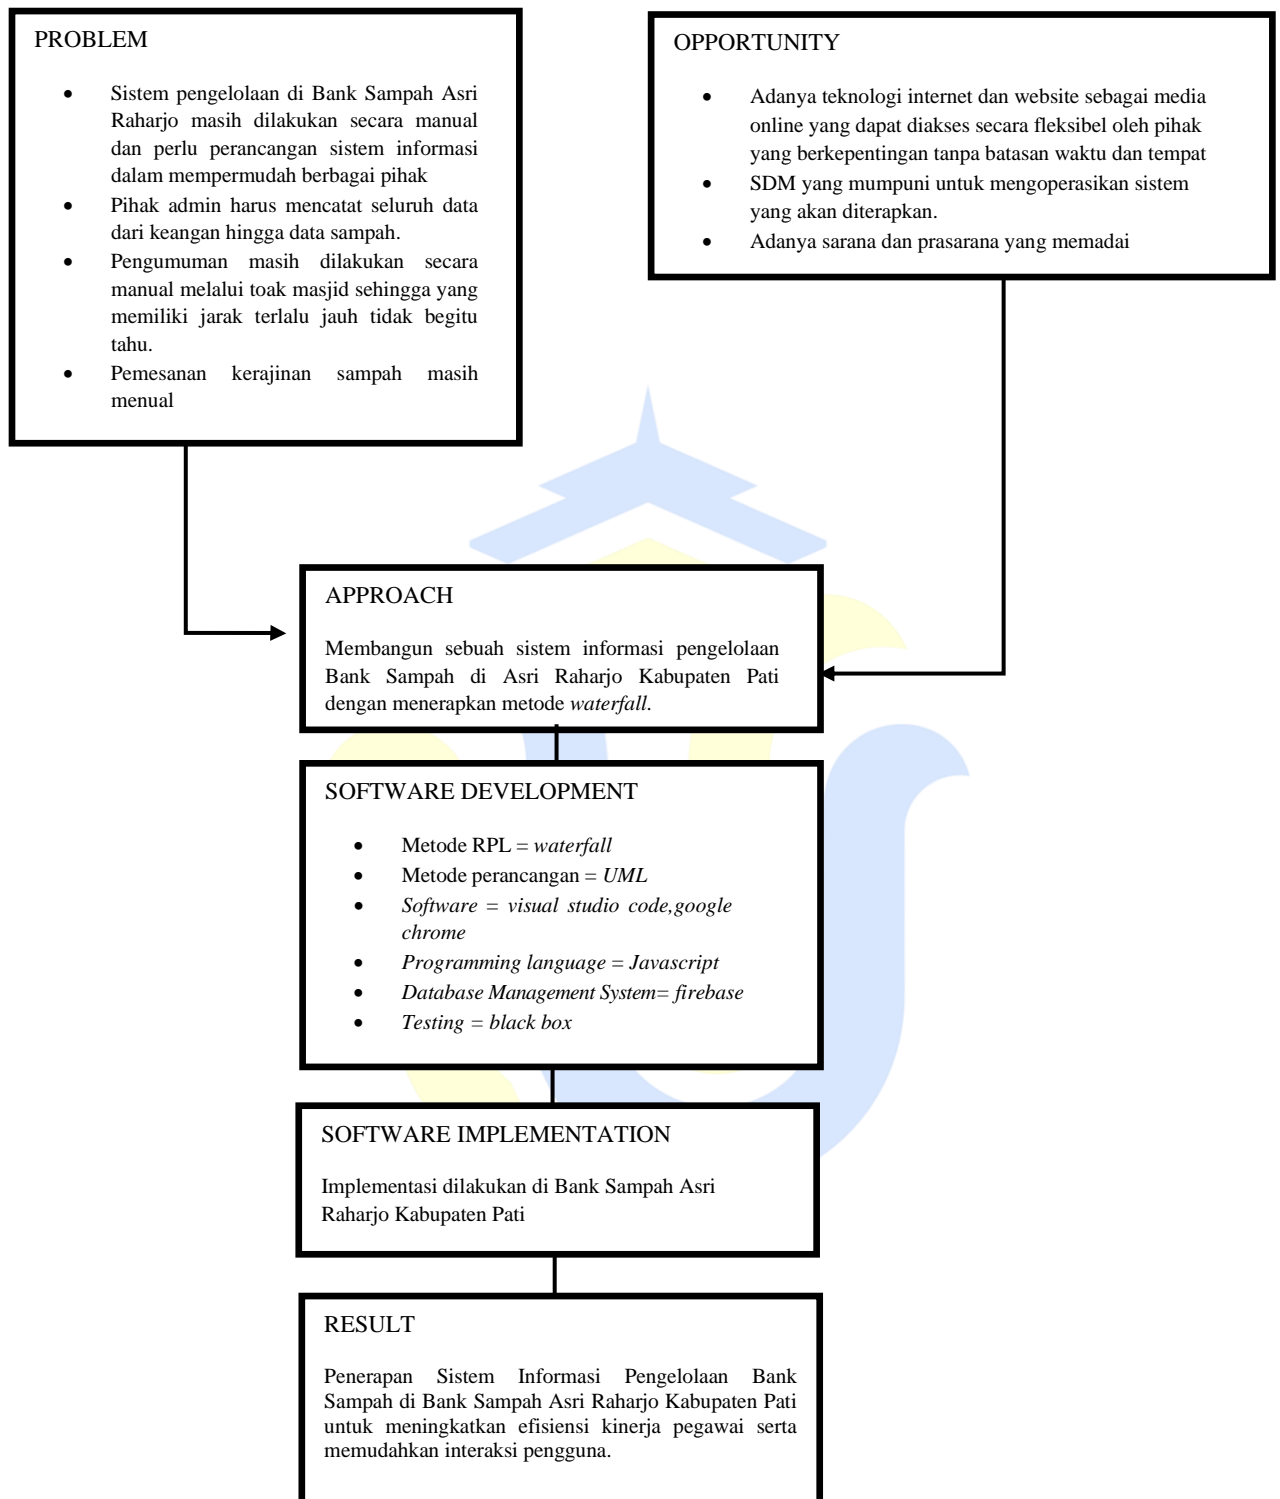 PROBLEM
• Sistem pengelolaan di Bank Sampah Asri
Raharjo masih dilakukan secara manual
dan perlu perancangan sistem informasi
dalam mempermudah berbagai pihak
• Pihak admin harus mencatat seluruh data
dari keangan hingga data sampah.
• Pengumuman masih dilakukan secara
manual melalui toak masjid sehingga yang
memiliki jarak terlalu jauh tidak begitu
tahu.
• Pemesanan kerajinan sampah masih
menual
OPPORTUNITY
• Adanya teknologi internet dan website sebagai media
online yang dapat diakses secara fleksibel oleh pihak
yang berkepentingan tanpa batasan waktu dan tempat
• SDM yang mumpuni untuk mengoperasikan sistem
yang akan diterapkan.
• Adanya sarana dan prasarana yang memadai
APPROACH
Membangun sebuah sistem informasi pengelolaan
Bank Sampah di Asri Raharjo Kabupaten Pati
dengan menerapkan metode waterfall.
SOFTWARE DEVELOPMENT
• Metode RPL = waterfall
• Metode perancangan = UML
• Software = visual studio code,google
chrome
• Programming language = Javascript
• Database Management System= firebase
• Testing = black box
SOFTWARE IMPLEMENTATION
Implementasi dilakukan di Bank Sampah Asri
Raharjo Kabupaten Pati
RESULT
Penerapan Sistem Informasi Pengelolaan Bank
Sampah di Bank Sampah Asri Raharjo Kabupaten Pati
untuk meningkatkan efisiensi kinerja pegawai serta
memudahkan interaksi pengguna.